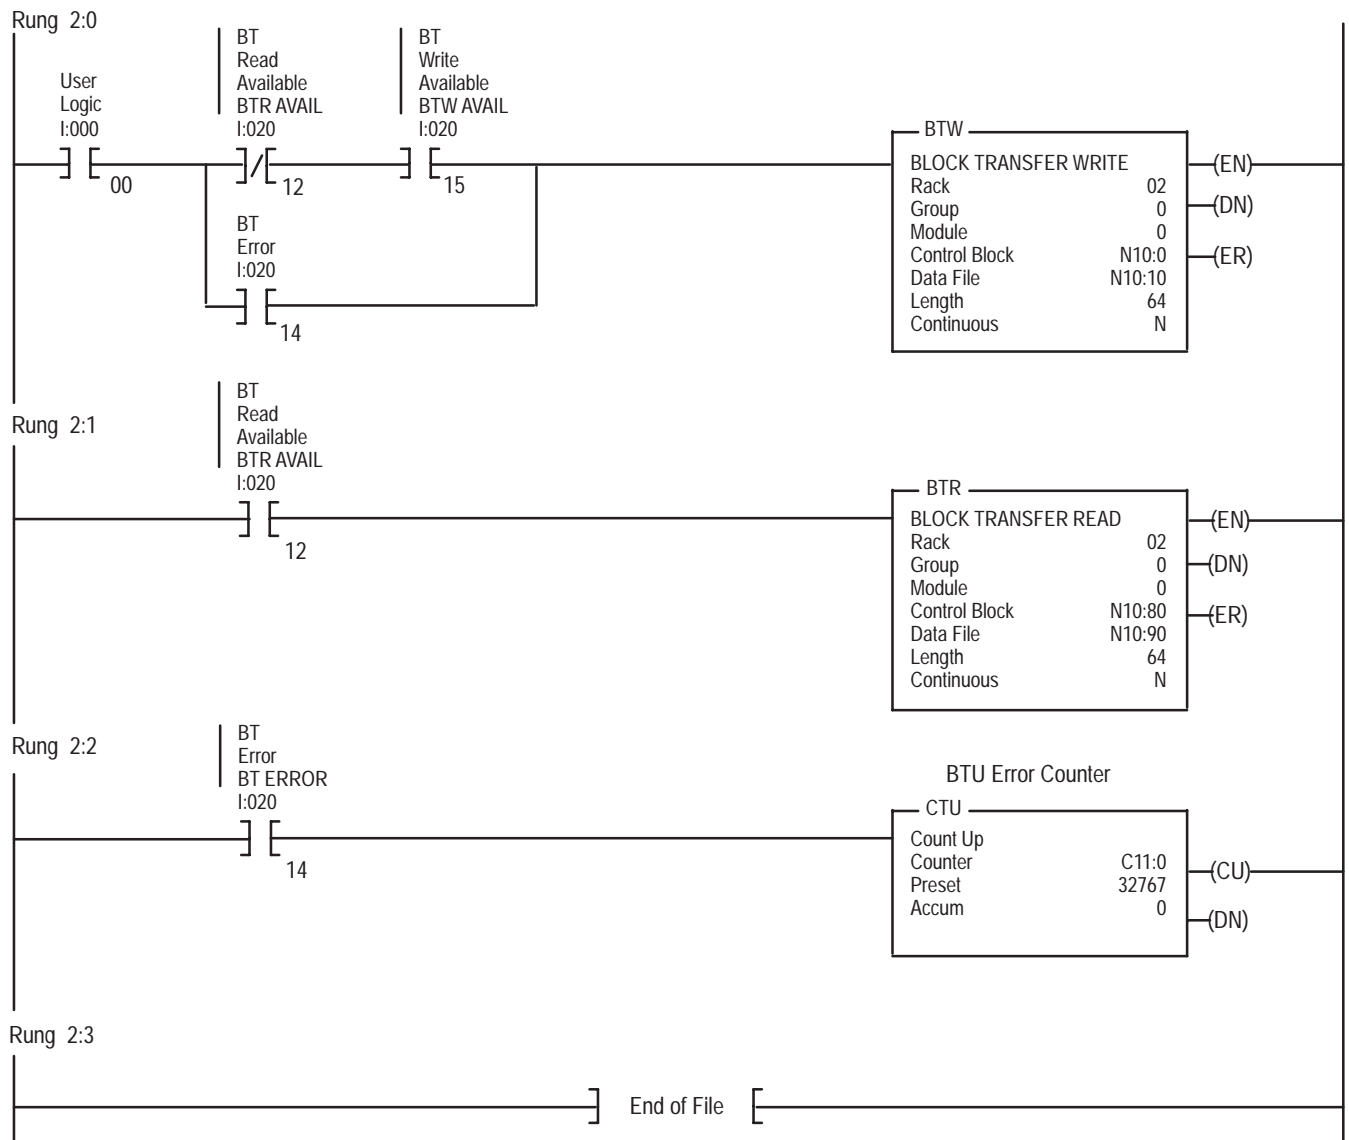 Rung 2:0
User
Logic
I:000
00
BT
Read
Available
BTR AVAIL
I:020
12
BT
Write
Available
BTW AVAIL
I:020
15
BT
Error
I:020
14
BTW
BLOCK TRANSFER WRITE
Rack 02
Group 0
Module 0
Control Block N10:0
Data File N10:10
Length 64
Continuous N
(EN)
(DN)
(ER)
Rung 2:1
BT
Read
Available
BTR AVAIL
I:020
12
BTR
BLOCK TRANSFER READ
Rack 02
Group 0
Module 0
Control Block N10:80
Data File N10:90
Length 64
Continuous N
(EN)
(DN)
(ER)
Rung 2:2
BT
Error
BT ERROR
I:020
14
BTU Error Counter
CTU
Count Up
Counter C11:0
Preset 32767
Accum 0
(CU)
(DN)
Rung 2:3
End of File